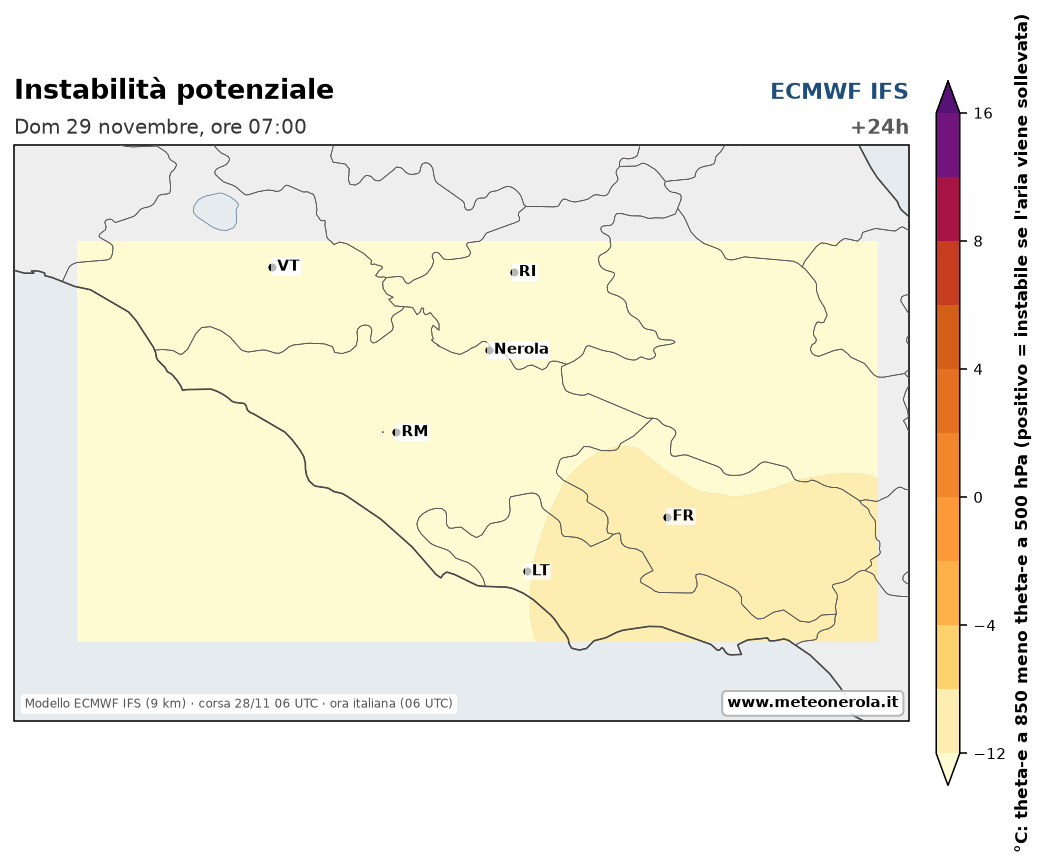 Instabilità potenziale
ECMWF IFS
Dom 29 novembre, ore 07:00
+24h
VT
RI
Nerola
RM
FR
LT
Modello ECMWF IFS (9 km) · corsa 28/11 06 UTC · ora italiana (06 UTC)
www.meteonerola.it
16
8
4
0
−4
−12
°C: theta-e a 850 meno theta-e a 500 hPa (positivo = instabile se l'aria viene sollevata)